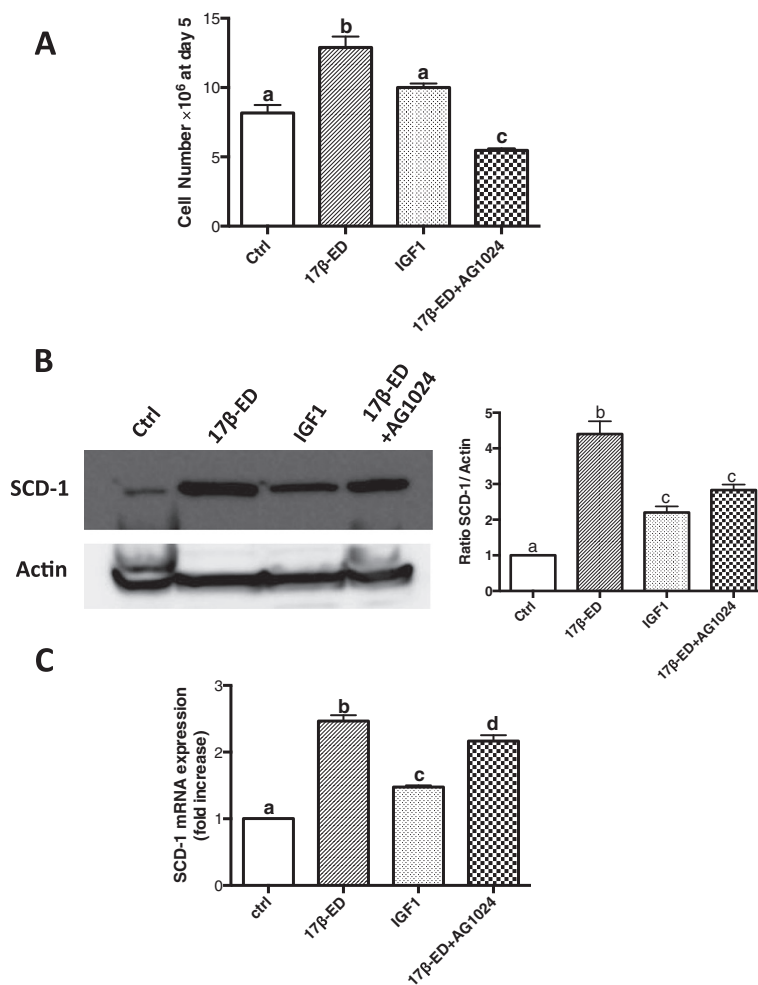 A
Cell Number ×10⁶ at day 5
15
10
5
0
a
b
a
c
Ctrl
17β-ED
IGF1
17β-ED+AG1024
B
Ctrl
17β-ED
IGF1
17β-ED
+AG1024
SCD-1
Actin
Ratio SCD-1/ Actin
5
4
3
2
1
0
a
b
c
c
Ctrl
17β-ED
IGF1
17β-ED+AG1024
C
SCD-1 mRNA expression
(fold increase)
3
2
1
0
a
b
c
d
ctrl
17β-ED
IGF1
17β-ED+AG1024